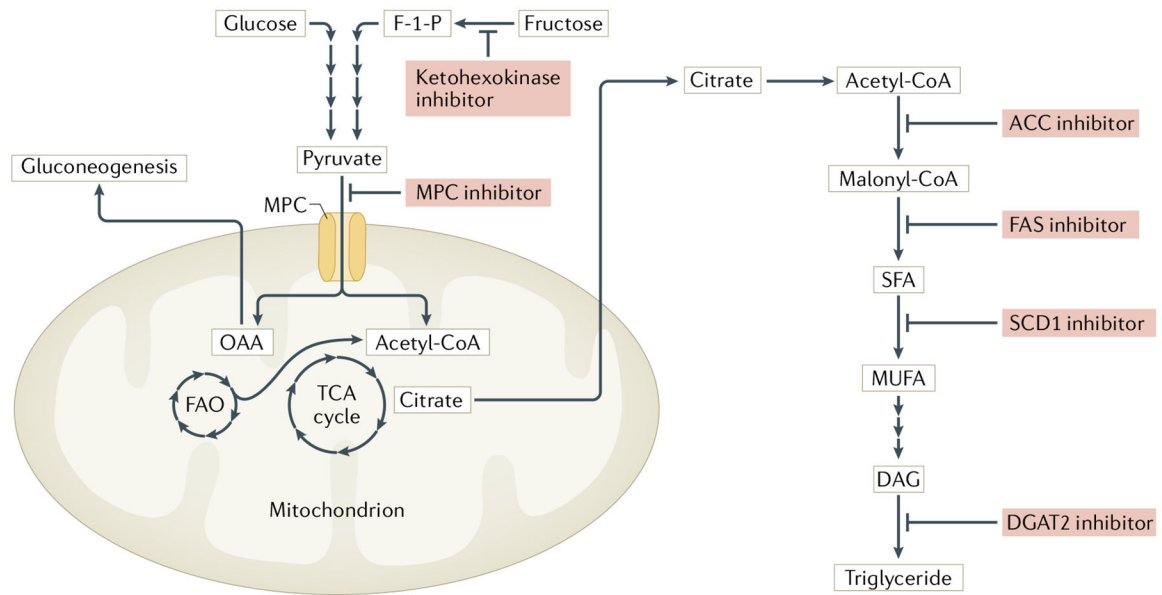 Glucose
F-1-P
Fructose
Ketohexokinase
inhibitor
Citrate
Acetyl-CoA
ACC inhibitor
Pyruvate
Gluconeogenesis
MPC inhibitor
Malonyl-CoA
MPC
FAS inhibitor
SFA
OAA
Acetyl-CoA
SCD1 inhibitor
FAO
TCA
cycle
Citrate
MUFA
DAG
Mitochondrion
DGAT2 inhibitor
Triglyceride